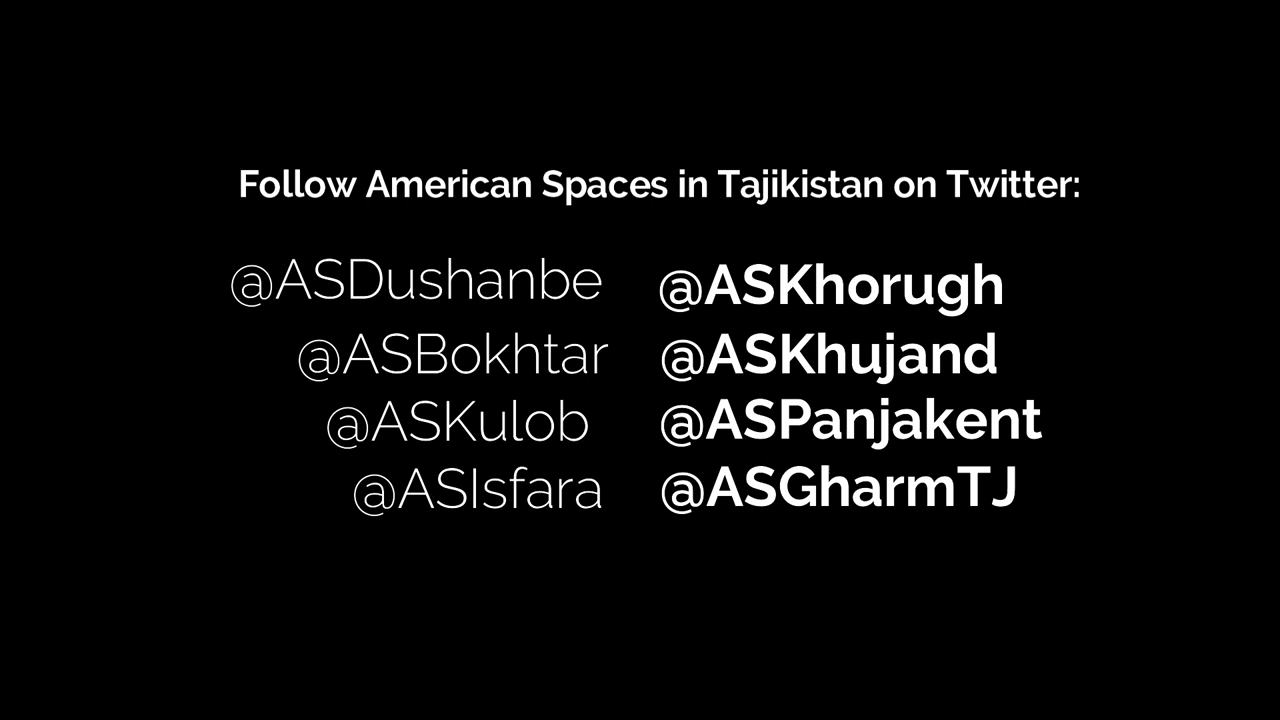 Follow American Spaces in Tajikistan on Twitter:
@ASDushanbe @ASKhorugh
@ASBokhtar @ASKhujand
@ASKulob @ASPanjakent
@ASIsfara @ASGharmTJ